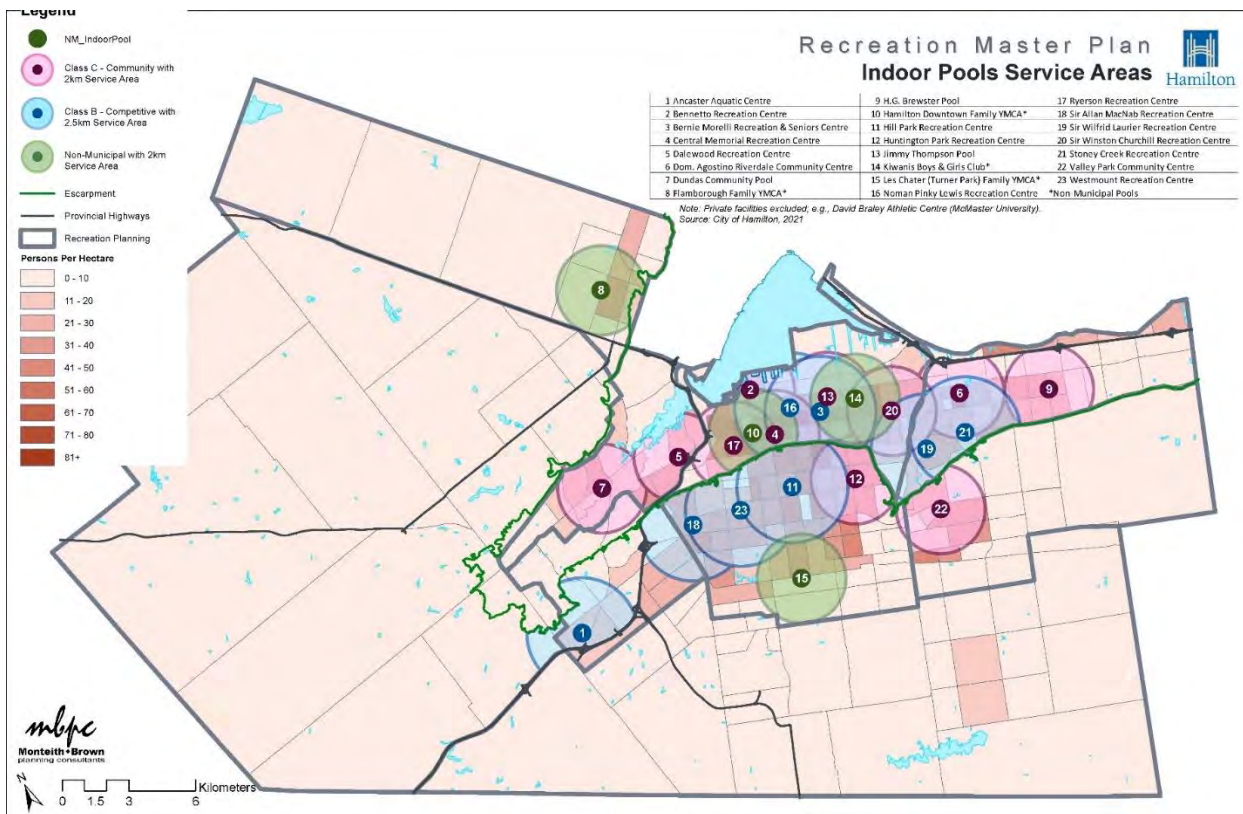 Legend
NM_IndoorPool
Class C - Community with
2km Service Area
Class B - Competitive with
2.5km Service Area
Non-Municipal with 2km
Service Area
Escarpment
Provincial Highways
Recreation Planning
Persons Per Hectare
0 - 10
11 - 20
21 - 30
31 - 40
41 - 50
51 - 60
61 - 70
71 - 80
81+
Recreation Master Plan
Indoor Pools Service Areas
Hamilton
1 Ancaster Aquatic Centre
2 Bennetto Recreation Centre
3 Bernie Morelli Recreation & Seniors Centre
4 Central Memorial Recreation Centre
5 Dalewood Recreation Centre
6 Dom. Agostino Riverdale Community Centre
7 Dundas Community Pool
8 Flamborough Family YMCA*
9 H.G. Brewster Pool
10 Hamilton Downtown Family YMCA*
11 Hill Park Recreation Centre
12 Huntington Park Recreation Centre
13 Jimmy Thompson Pool
14 Kiwanis Boys & Girls Club*
15 Les Chater (Turner Park) Family YMCA*
16 Noman Pinky Lewis Recreation Centre
17 Ryerson Recreation Centre
18 Sir Allan MacNab Recreation Centre
19 Sir Wilfrid Laurier Recreation Centre
20 Sir Winston Churchill Recreation Centre
21 Stoney Creek Recreation Centre
22 Valley Park Community Centre
23 Westmount Recreation Centre
*Non-Municipal Pools
Note: Private facilities excluded; e.g., David Braley Athletic Centre (McMaster University).
Source: City of Hamilton, 2021
8
2
13
14
9
6
16
3
20
10
4
21
17
19
5
7
11
12
22
23
18
15
1
mbpc
Monteith+Brown
planning consultants
N
Kilometers
0 1.5 3 6